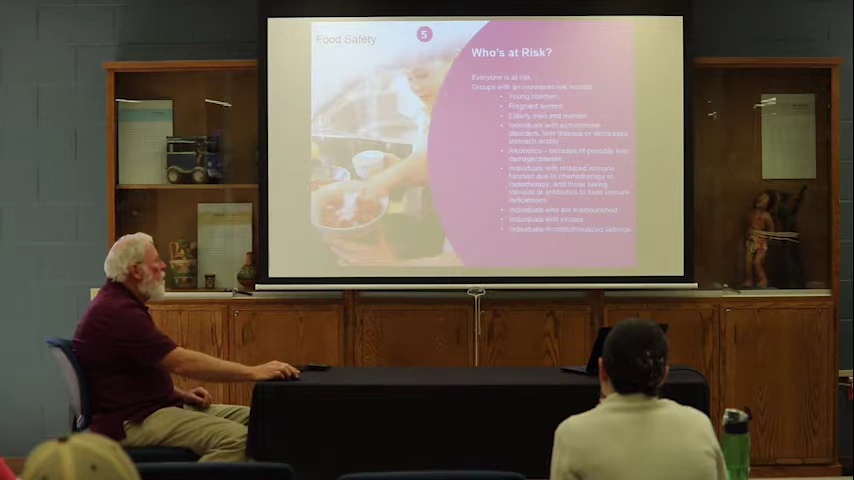 Food Safety
5
Who's at Risk?
Everyone is at risk
Groups with an increased risk include:
• Young children
• Pregnant women
• Elderly men and women
• Individuals with autoimmune
disorders, liver disease or decreased
stomach acidity
• Alcoholics – because of possible liver
damage/disease
• Individuals with reduced immune
function due to chemotherapy or
radiotherapy, and those taking
steroids or antibiotics to treat immune
deficiencies
• Individuals who are malnourished
• Individuals with viruses
• Individuals in institutionalized settings